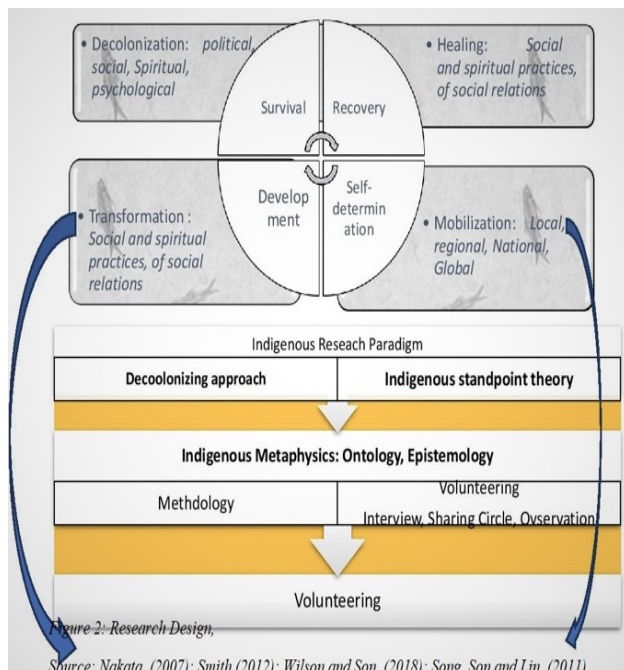 • Decolonization: political,
social, Spiritual,
psychological
• Healing: Social
and spiritual practices,
of social relations
Survival
Recovery
Develop
ment
Self-
determin
ation
• Transformation :
Social and spiritual
practices, of social
relations
• Mobilization: Local,
regional, National,
Global
Indigenous Reseach Paradigm
Decoolonizing approach
Indigenous standpoint theory
Indigenous Metaphysics: Ontology, Epistemology
Methdology
Volunteering
Interview, Sharing Circle, Ovservation
Volunteering
Figure 2: Research Design,
Source: Nakata, (2007); Smith (2012); Wilson and Son, (2018); Song, Son and Lin, (2011)